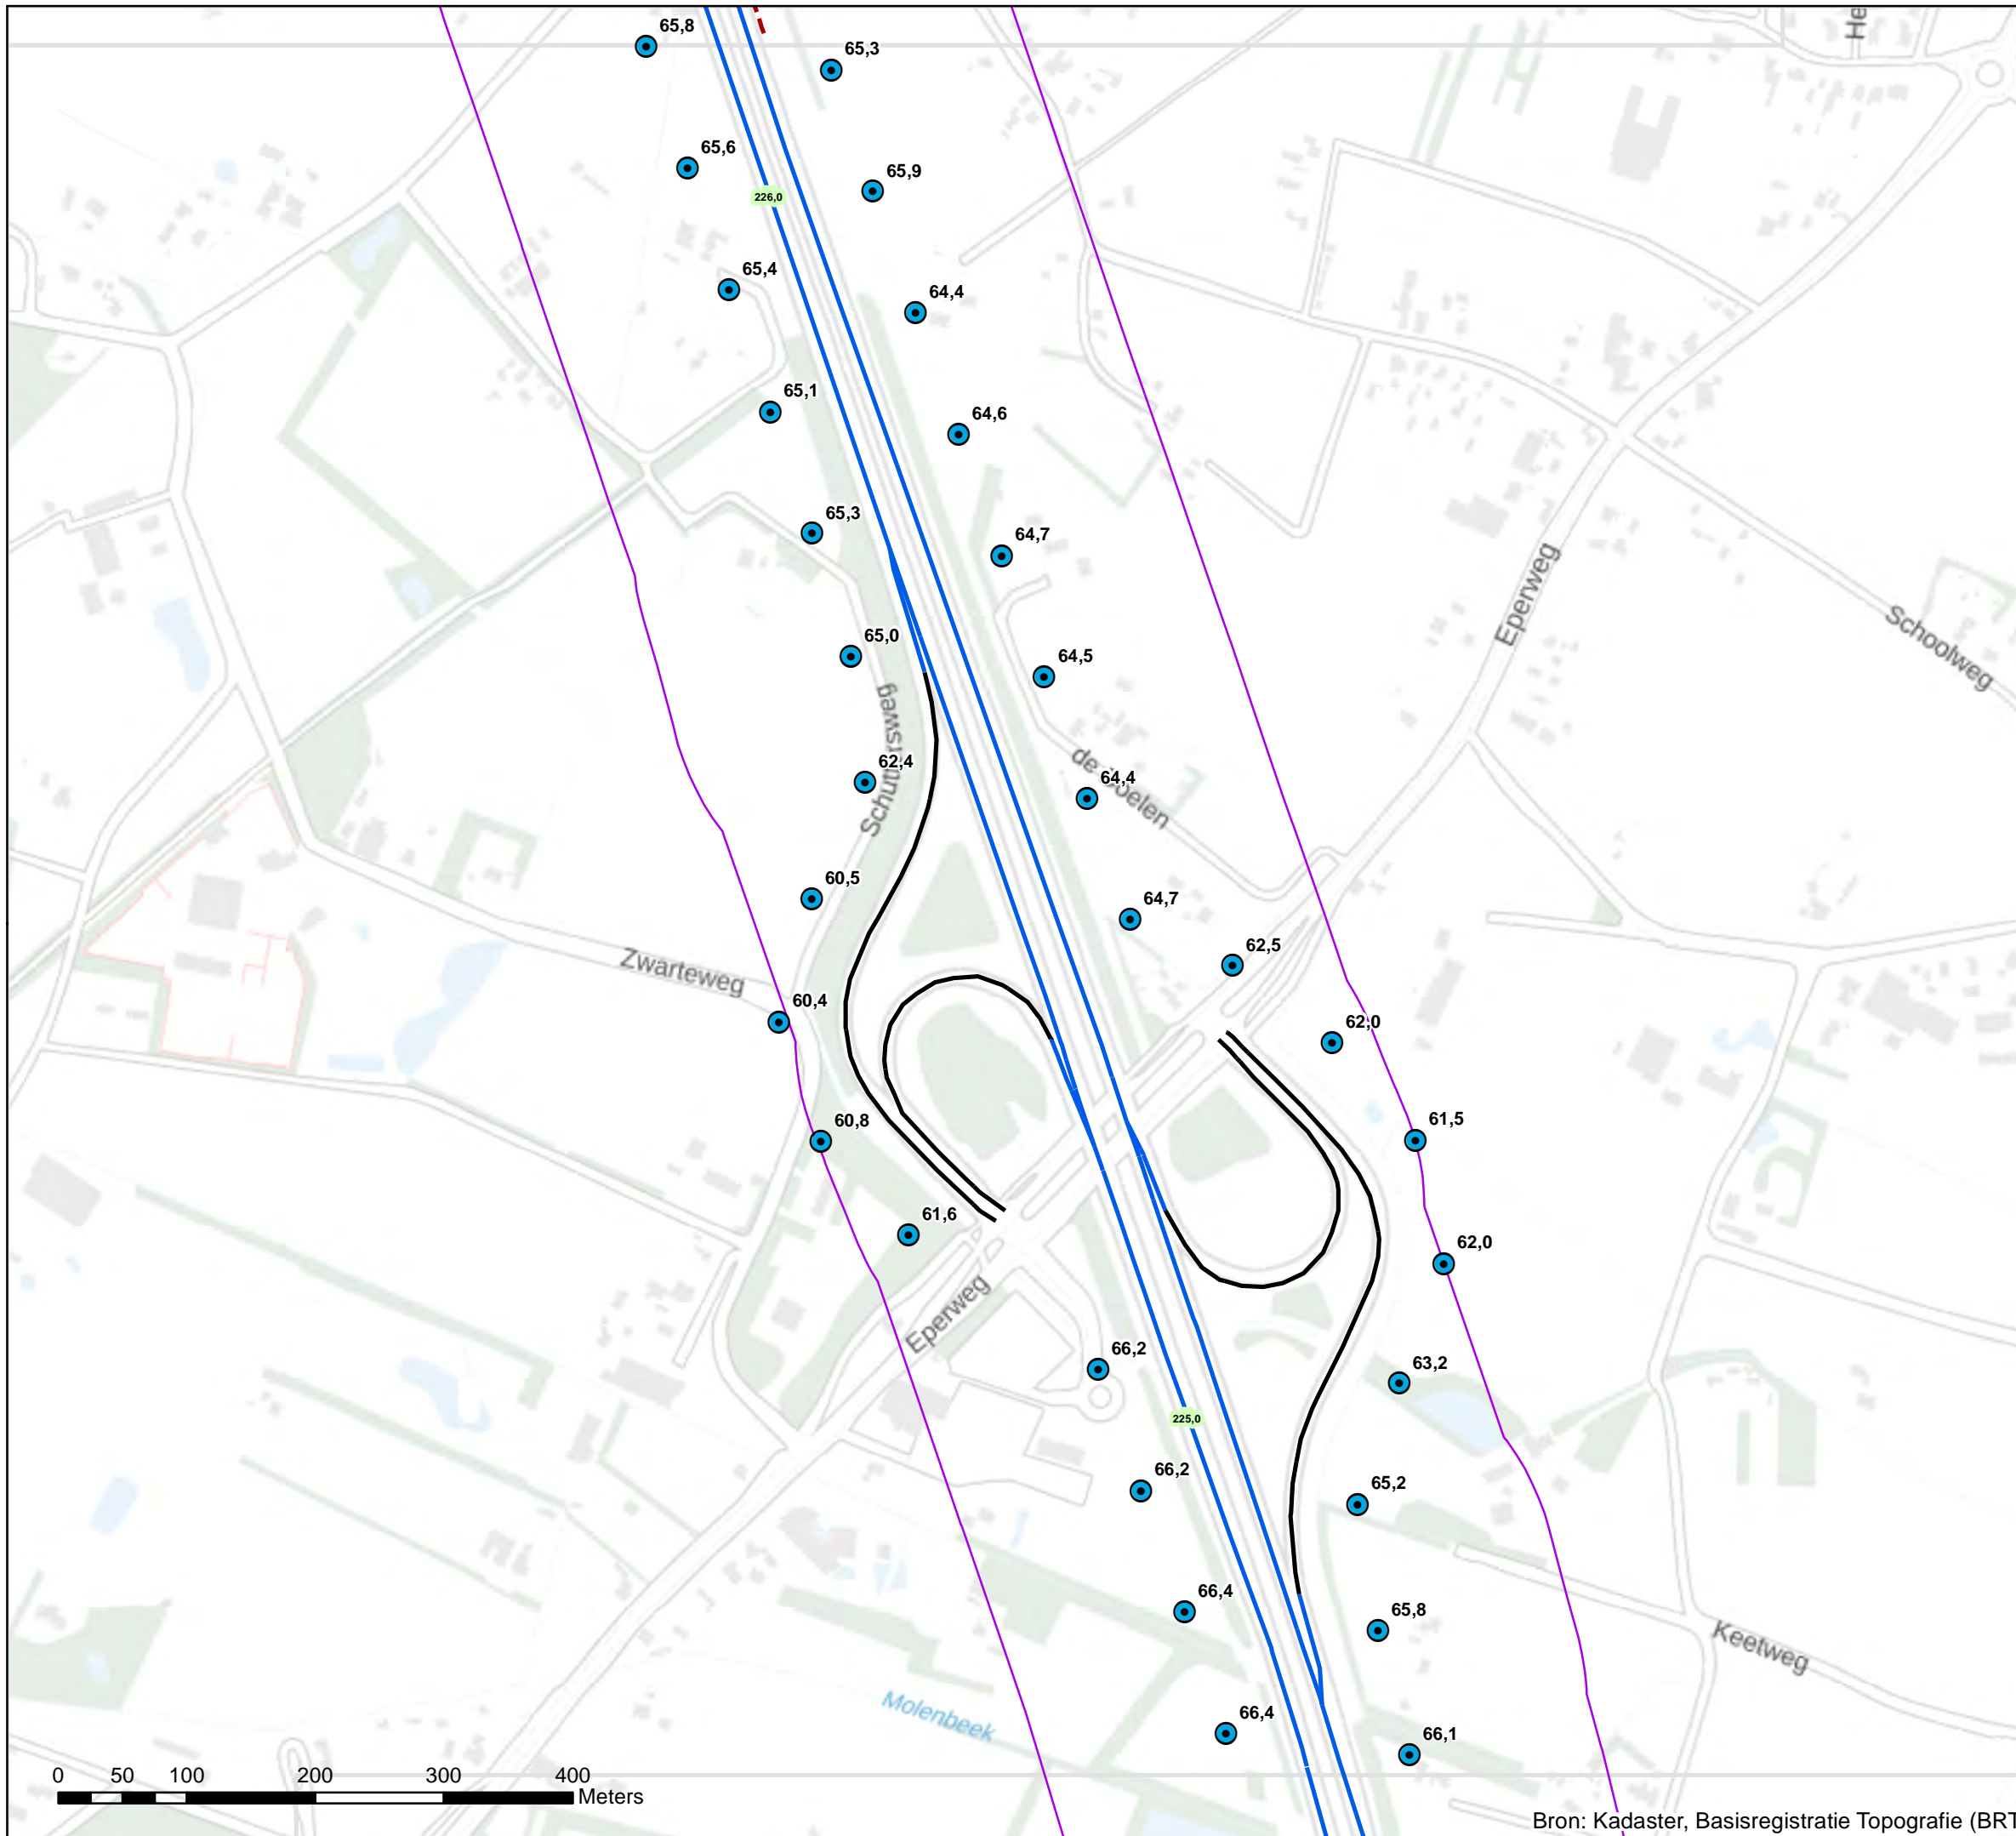 65,8
65,3
He
65,6
65,9
226,0
65,4
64,4
65,1
64,6
65,3
64,7
Eperweg
Schoolweg
65,0
64,5
Schuttersweg
62,4
64,4
de Doelen
60,5
64,7
62,5
Zwarteweg
60,4
62,0
60,8
61,5
61,6
62,0
Eperweg
66,2
63,2
225,0
66,2
65,2
66,4
65,8
Keetweg
Molenbeek
66,4
66,1
0 50 100 200 300 400
Meters
Bron: Kadaster, Basisregistratie Topografie (BRT